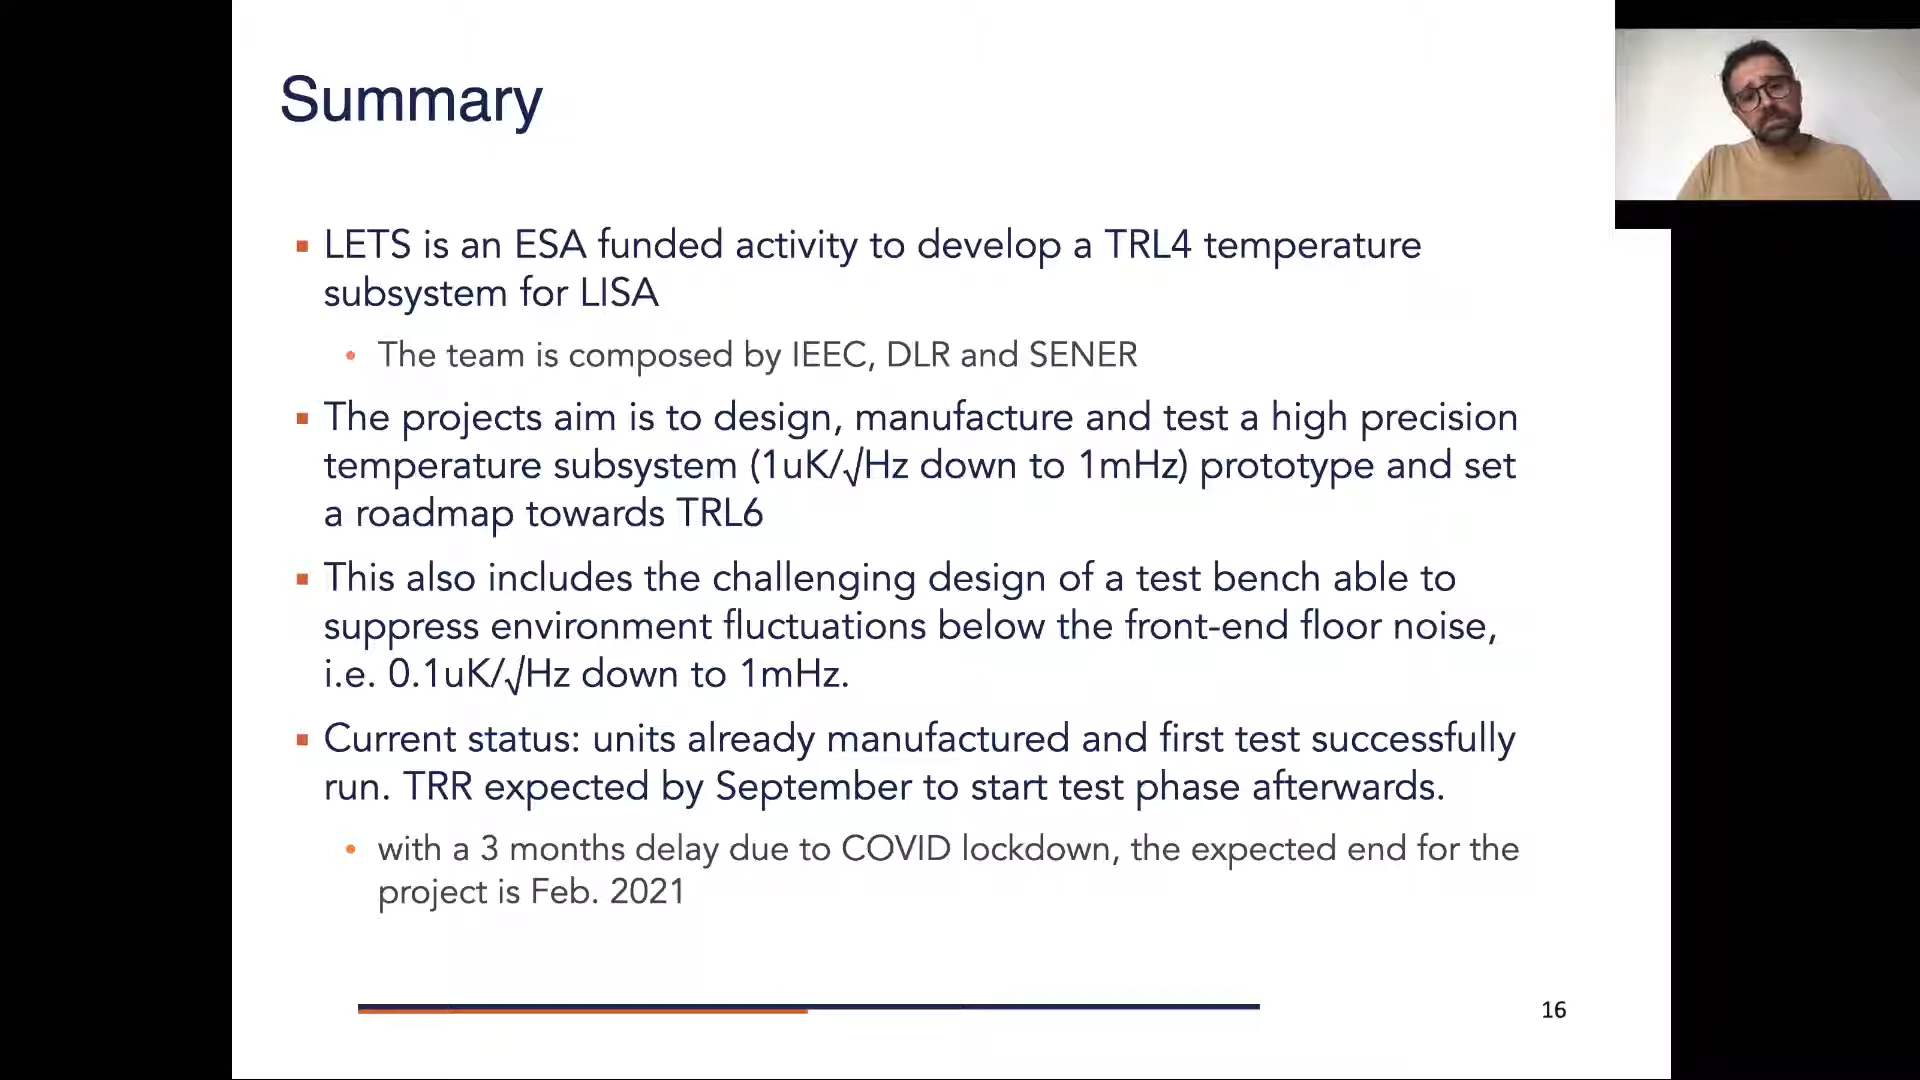 Summary
LETS is an ESA funded activity to develop a TRL4 temperature
subsystem for LISA
The team is composed by IEEC, DLR and SENER
The projects aim is to design, manufacture and test a high precision
temperature subsystem (1uK/√Hz down to 1mHz) prototype and set
a roadmap towards TRL6
This also includes the challenging design of a test bench able to
suppress environment fluctuations below the front-end floor noise,
i.e. 0.1uK/√Hz down to 1mHz.
Current status: units already manufactured and first test successfully
run. TRR expected by September to start test phase afterwards.
with a 3 months delay due to COVID lockdown, the expected end for the
project is Feb. 2021
16